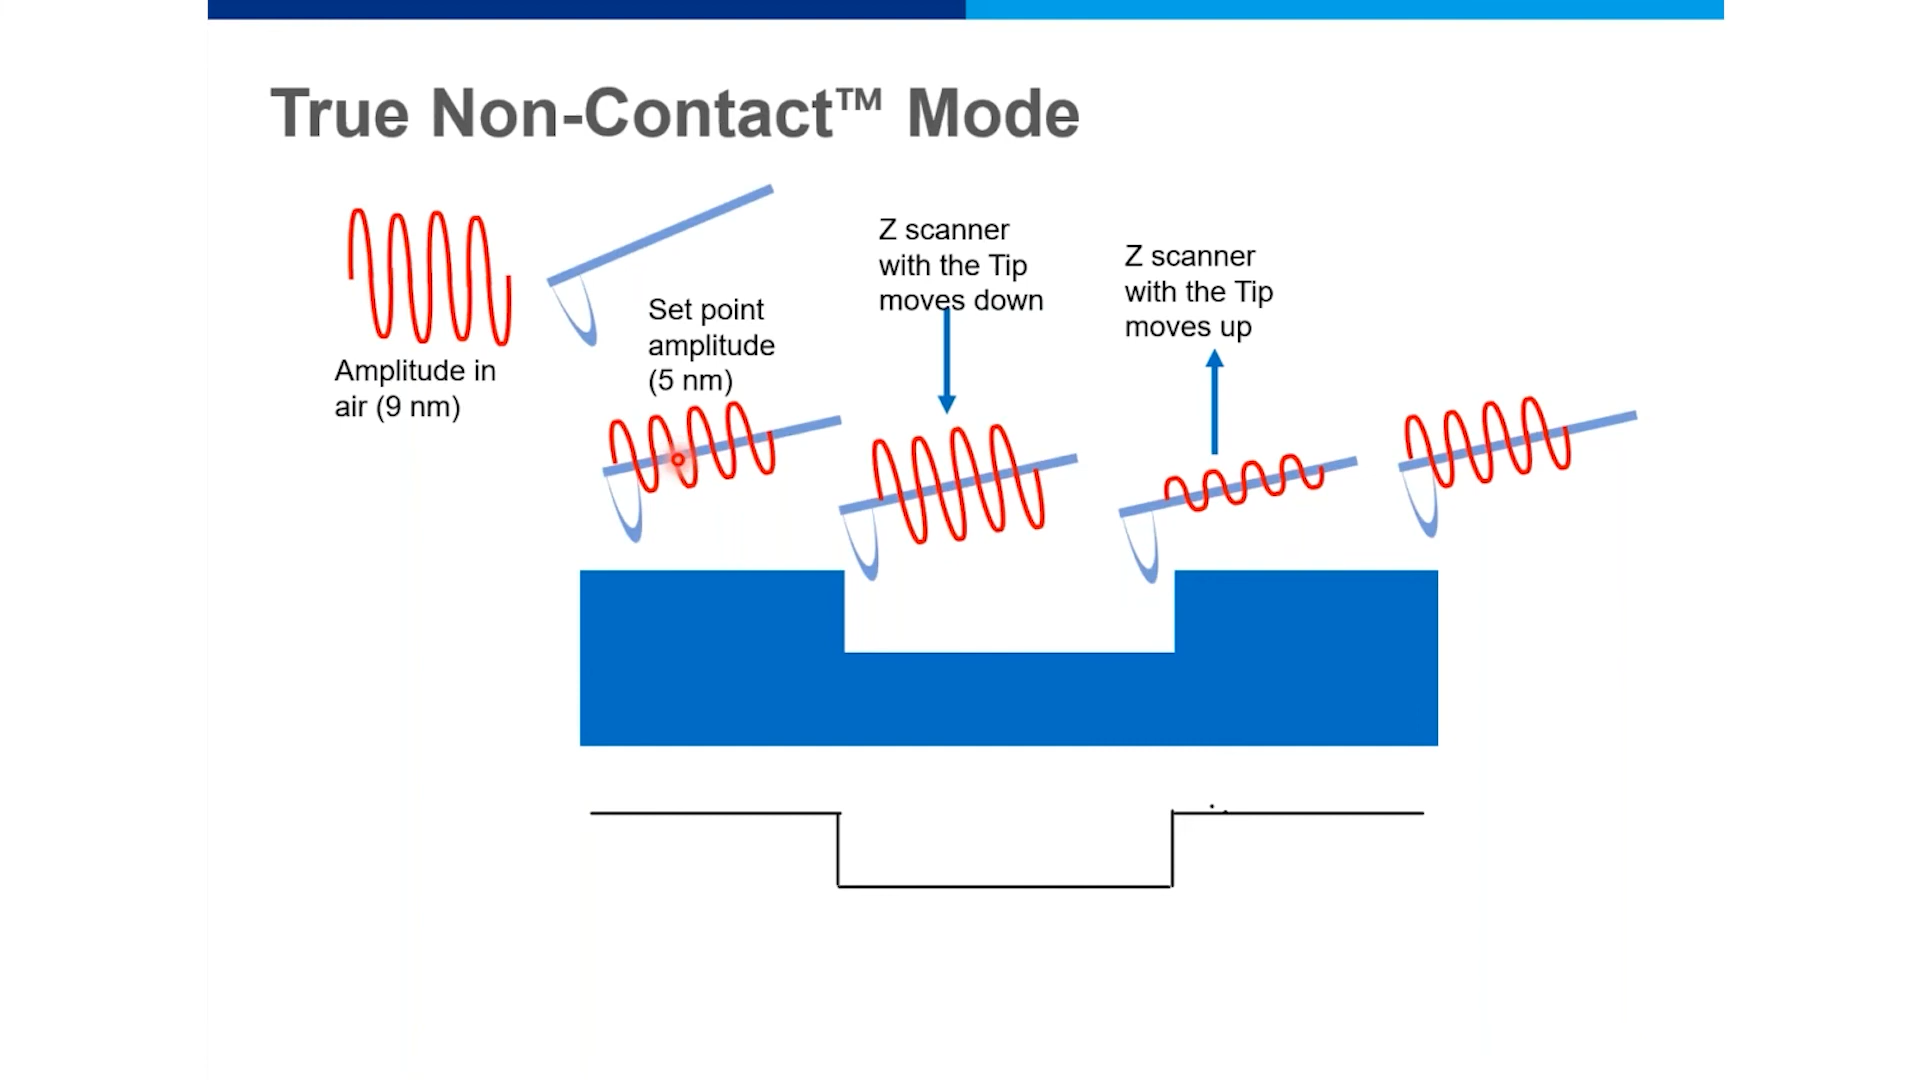 True Non-Contact™ Mode
Amplitude in
air (9 nm)
Set point
amplitude
(5 nm)
Z scanner
with the Tip
moves down
Z scanner
with the Tip
moves up